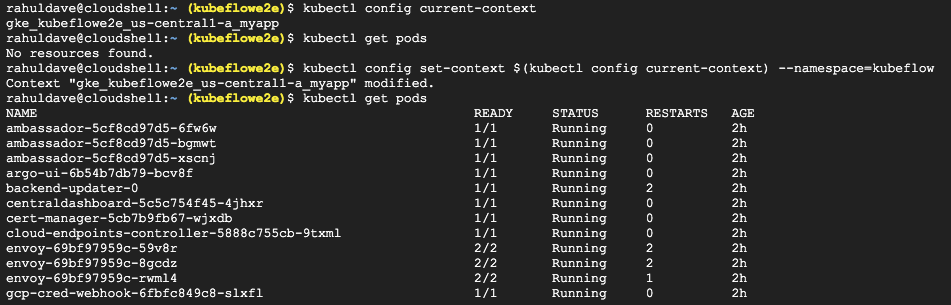 rahuldave@cloudshell:~ (kubeflowe2e)$ kubectl config current-context
gke_kubeflowe2e_us-central1-a_myapp
rahuldave@cloudshell:~ (kubeflowe2e)$ kubectl get pods
No resources found.
rahuldave@cloudshell:~ (kubeflowe2e)$ kubectl config set-context $(kubectl config current-context) --namespace=kubeflow
Context "gke_kubeflowe2e_us-central1-a_myapp" modified.
rahuldave@cloudshell:~ (kubeflowe2e)$ kubectl get pods
NAME READY STATUS RESTARTS AGE
ambassador-5cf8cd97d5-6fw6w 1/1 Running 0 2h
ambassador-5cf8cd97d5-bgmwt 1/1 Running 0 2h
ambassador-5cf8cd97d5-xscnj 1/1 Running 0 2h
argo-ui-6b54b7db79-bcv8f 1/1 Running 0 2h
backend-updater-0 1/1 Running 2 2h
centraldashboard-5c5c754f45-4jhxr 1/1 Running 0 2h
cert-manager-5cb7b9fb67-wjxdb 1/1 Running 0 2h
cloud-endpoints-controller-5888c755cb-9txml 1/1 Running 0 2h
envoy-69bf97959c-59v8r 2/2 Running 2 2h
envoy-69bf97959c-8gcdz 2/2 Running 2 2h
envoy-69bf97959c-rwml4 2/2 Running 1 2h
gcp-cred-webhook-6fbfc849c8-slxfl 1/1 Running 0 2h